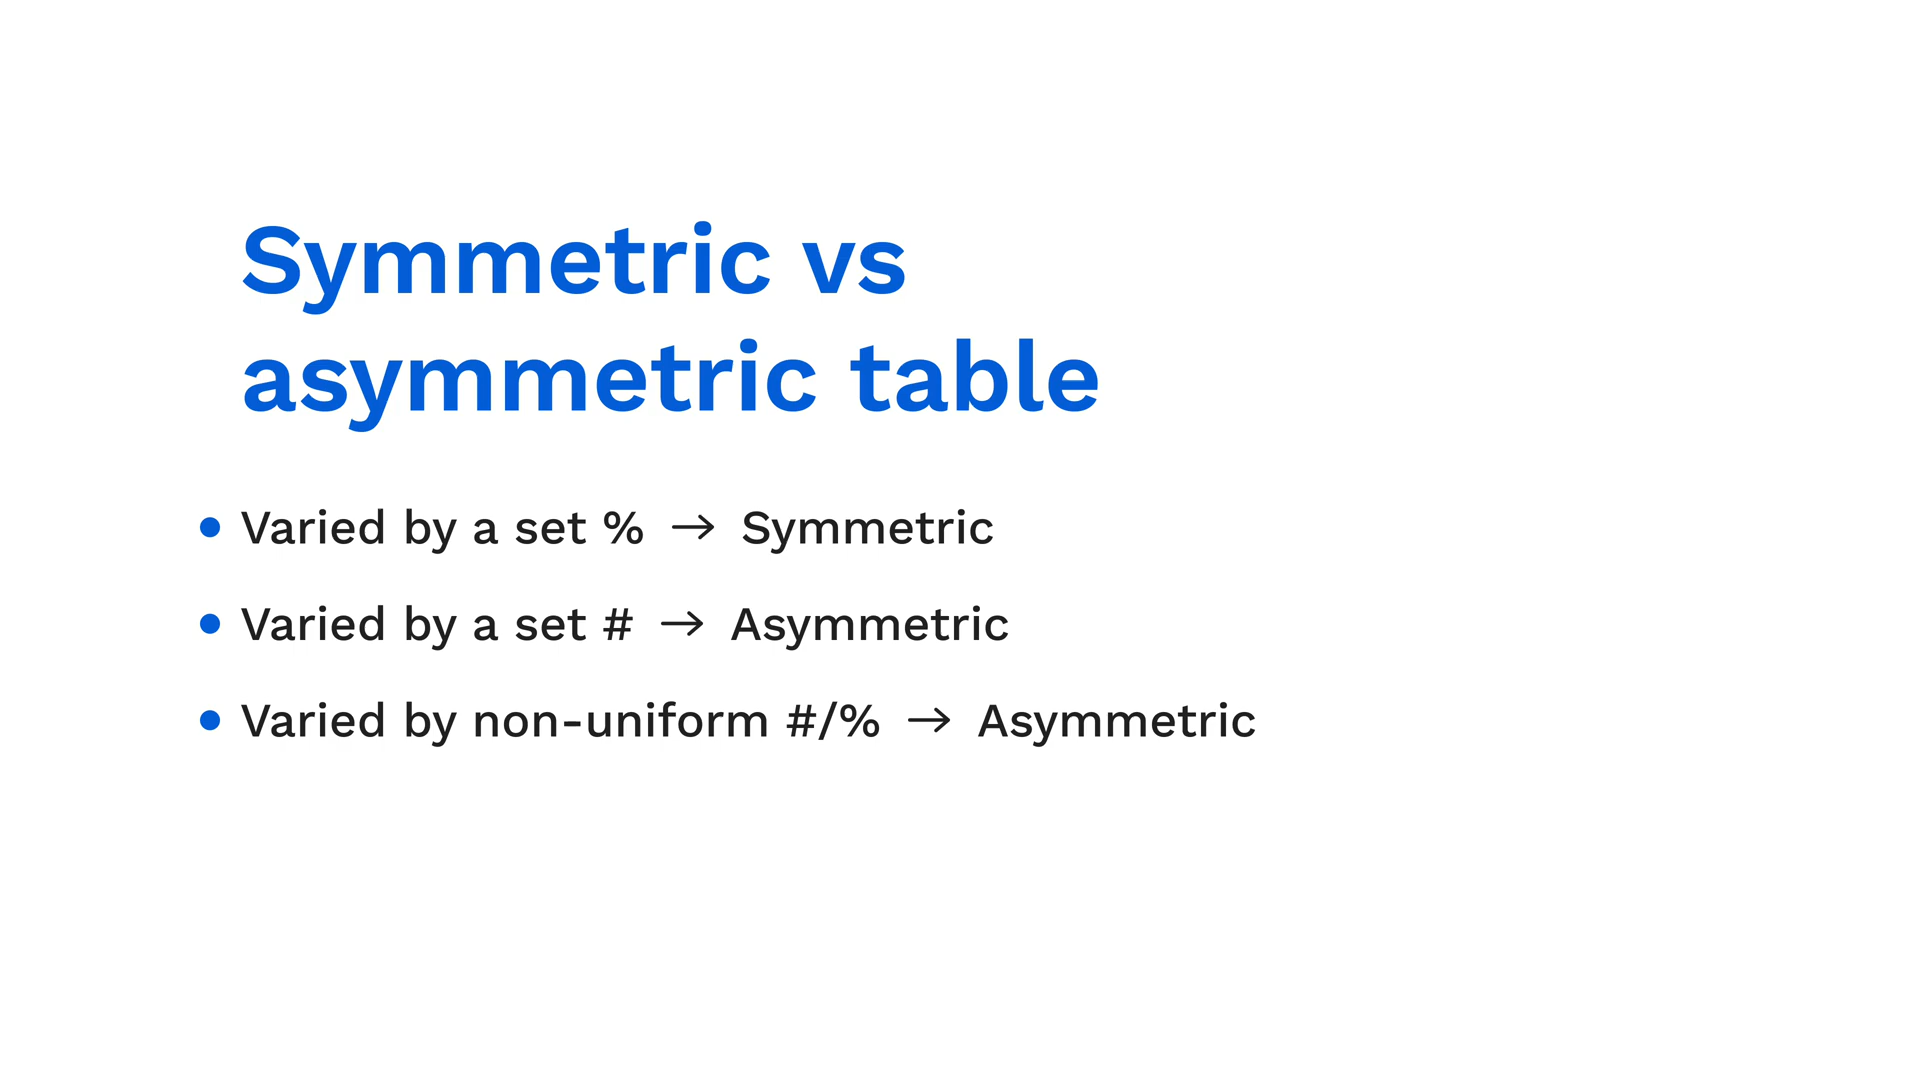 Symmetric vs
asymmetric table
• Varied by a set % → Symmetric
• Varied by a set # → Asymmetric
• Varied by non-uniform #/% → Asymmetric